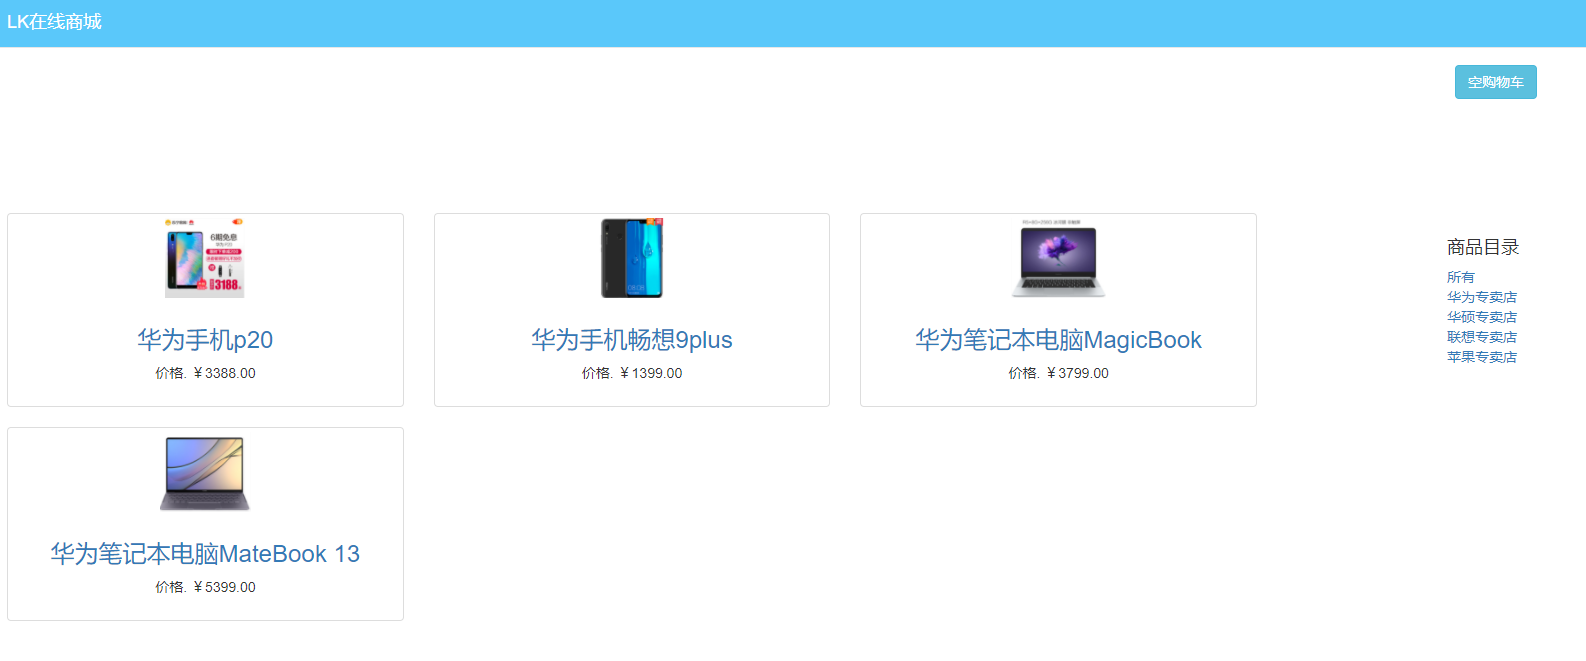 LK在线商城
空购物车
6期免息
3188
华为手机p20
价格. ￥3388.00
华为手机畅想9plus
价格. ￥1399.00
华为笔记本电脑MagicBook
价格. ￥3799.00
商品目录
所有
华为专卖店
华硕专卖店
联想专卖店
苹果专卖店
华为笔记本电脑MateBook 13
价格. ￥5399.00